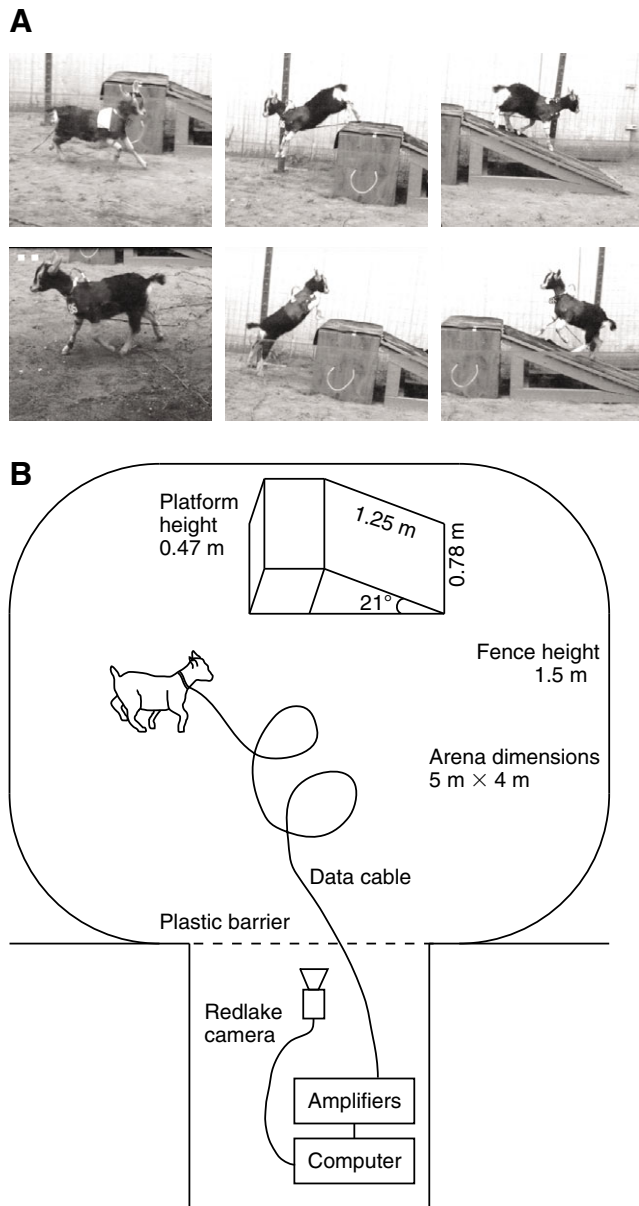 A
B
Platform
height
0.47 m
1.25 m
0.78 m
21°
Fence height
1.5 m
Arena dimensions
5 m × 4 m
Data cable
Plastic barrier
Redlake
camera
Amplifiers
Computer